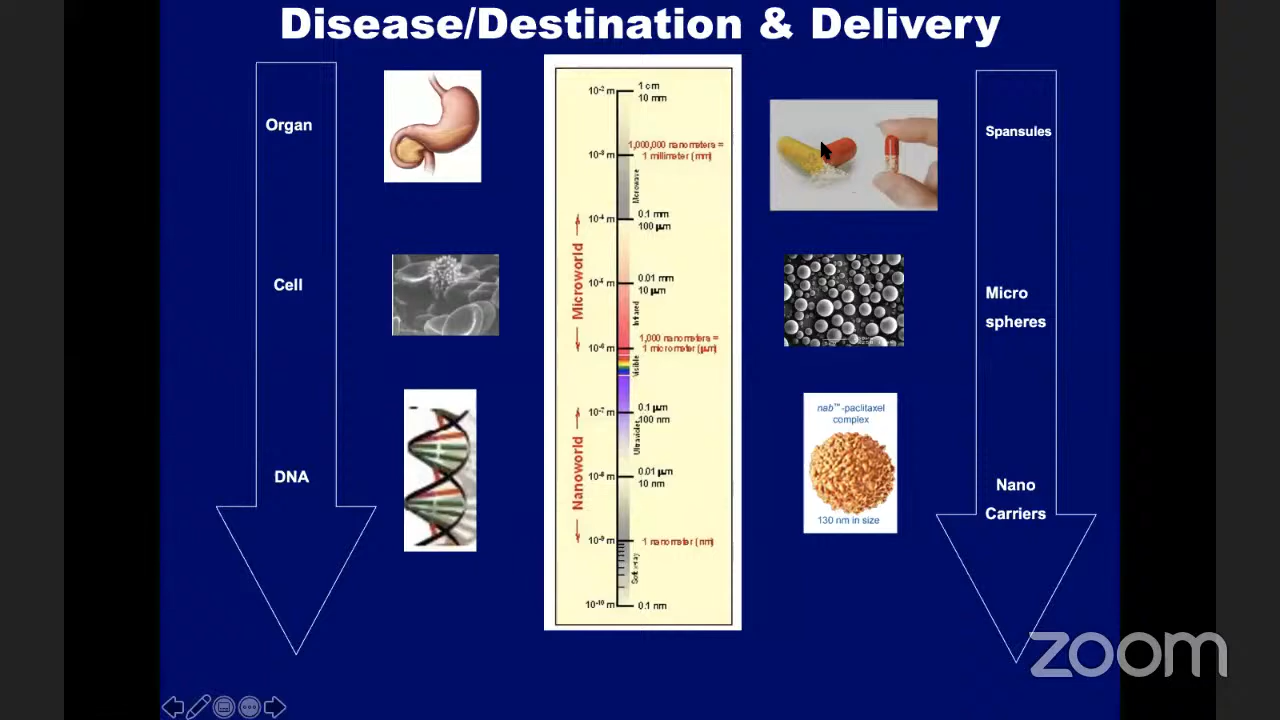 Disease/Destination & Delivery
Organ
Cell
DNA
10⁻² m
1 cm
10 mm
1,000,000 nanometers =
1 millimeter (mm)
10⁻³ m
Microwave
10⁻⁴ m
0.1 mm
100 μm
Microworld
0.01 mm
10 μm
Infrared
1,000 nanometers =
1 micrometer (μm)
10⁻⁶ m
Visible
10⁻⁷ m
0.1 μm
100 nm
Ultraviolet
Nanoworld
10⁻⁸ m
0.01 μm
10 nm
10⁻⁹ m
1 nanometer (nm)
Soft x-ray
10⁻¹⁰ m
0.1 nm
nab™-paclitaxel
complex
130 nm in size
Spansules
Micro
spheres
Nano
Carriers
zoom